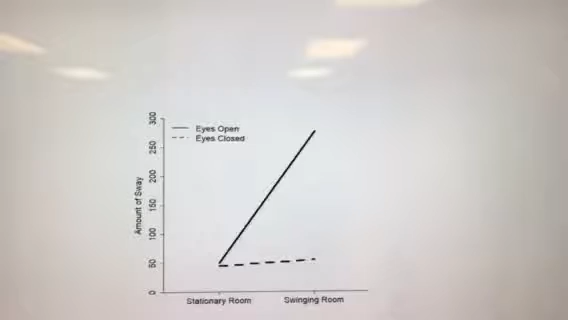 300
250
200
150
100
50
0
Amount of Sway
Eyes Open
Eyes Closed
Stationary Room
Swinging Room